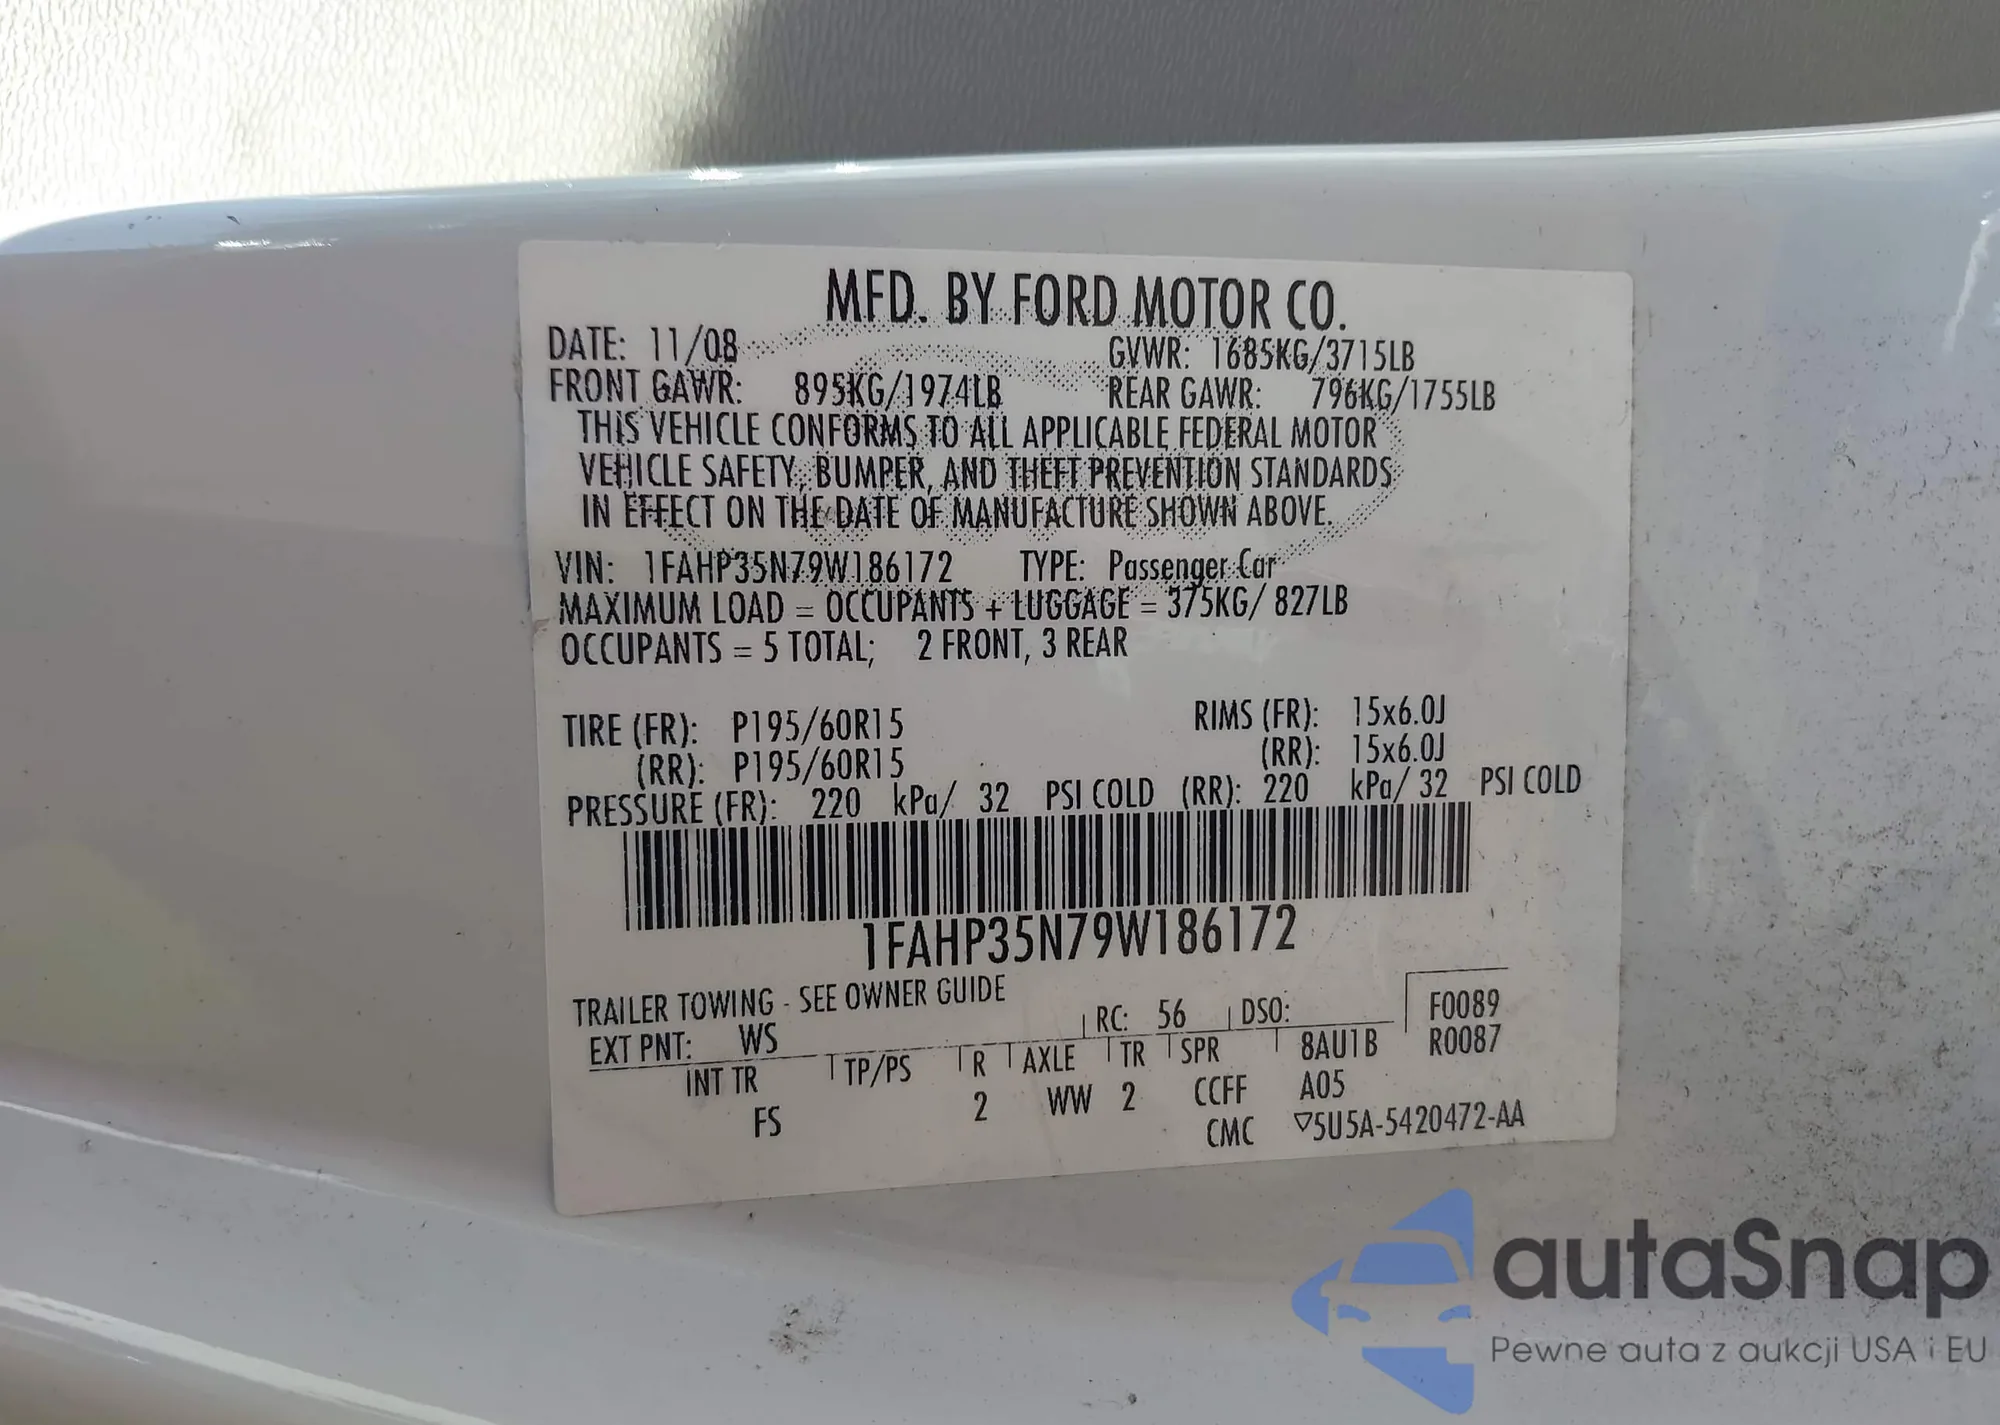 MFD. BY FORD MOTOR CO.
DATE: 11/08 GVWR: 1685KG/3715LB
FRONT GAWR: 895KG/1974LB REAR GAWR: 796KG/1755LB
THIS VEHICLE CONFORMS TO ALL APPLICABLE FEDERAL MOTOR
VEHICLE SAFETY, BUMPER, AND THEFT PREVENTION STANDARDS
IN EFFECT ON THE DATE OF MANUFACTURE SHOWN ABOVE.
VIN: 1FAHP35N79W186172 TYPE: Passenger Car
MAXIMUM LOAD = OCCUPANTS + LUGGAGE = 375KG/ 827LB
OCCUPANTS = 5 TOTAL; 2 FRONT, 3 REAR
TIRE (FR): P195/60R15 RIMS (FR): 15x6.0J
(RR): P195/60R15 (RR): 15x6.0J
PRESSURE (FR): 220 kPa/ 32 PSI COLD (RR): 220 kPa/ 32 PSI COLD
1FAHP35N79W186172
TRAILER TOWING - SEE OWNER GUIDE
EXT PNT: WS RC: 56 DSO: F0089
INT TR TP/PS R AXLE TR SPR 8AU1B R0087
FS 2 WW 2 CCFF A05
CMC ▽5U5A-5420472-AA
autaSnap
Pewne auta z aukcji USA i EU